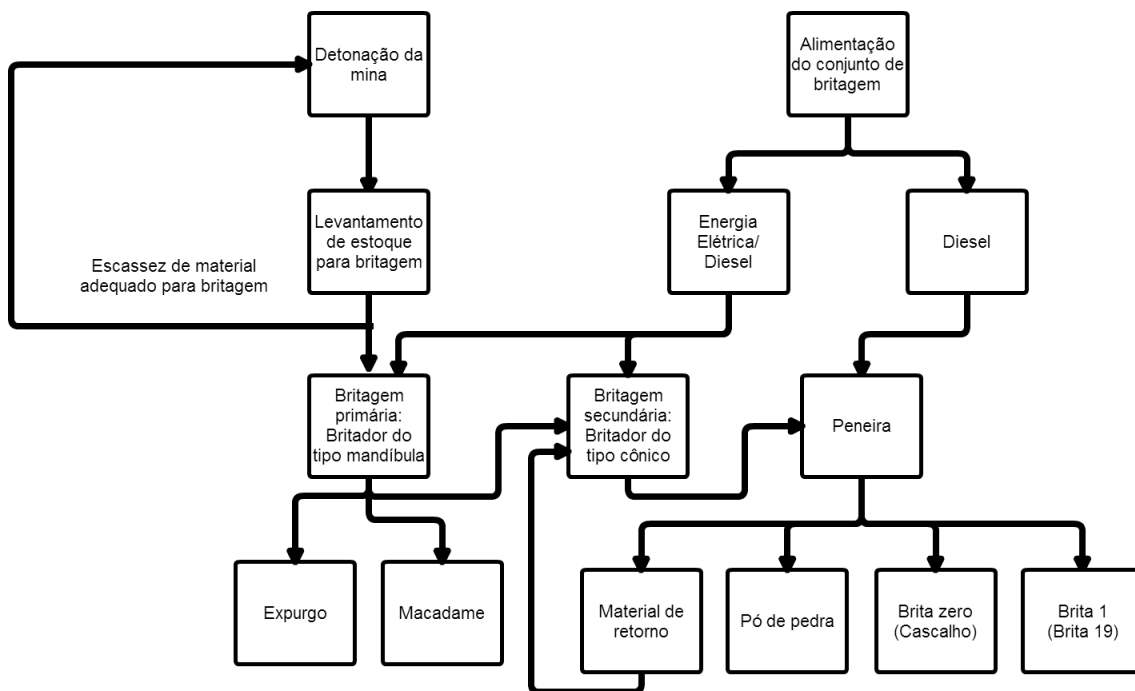 Detonação da
mina
Alimentação
do conjunto de
britagem
Levantamento
de estoque
para britagem
Energia
Elétrica/
Diesel
Diesel
Escassez de material
adequado para britagem
Britagem
primária:
Britador do
tipo mandíbula
Britagem
secundária:
Britador do
tipo cônico
Peneira
Expurgo
Macadame
Material de
retorno
Pó de pedra
Brita zero
(Cascalho)
Brita 1
(Brita 19)